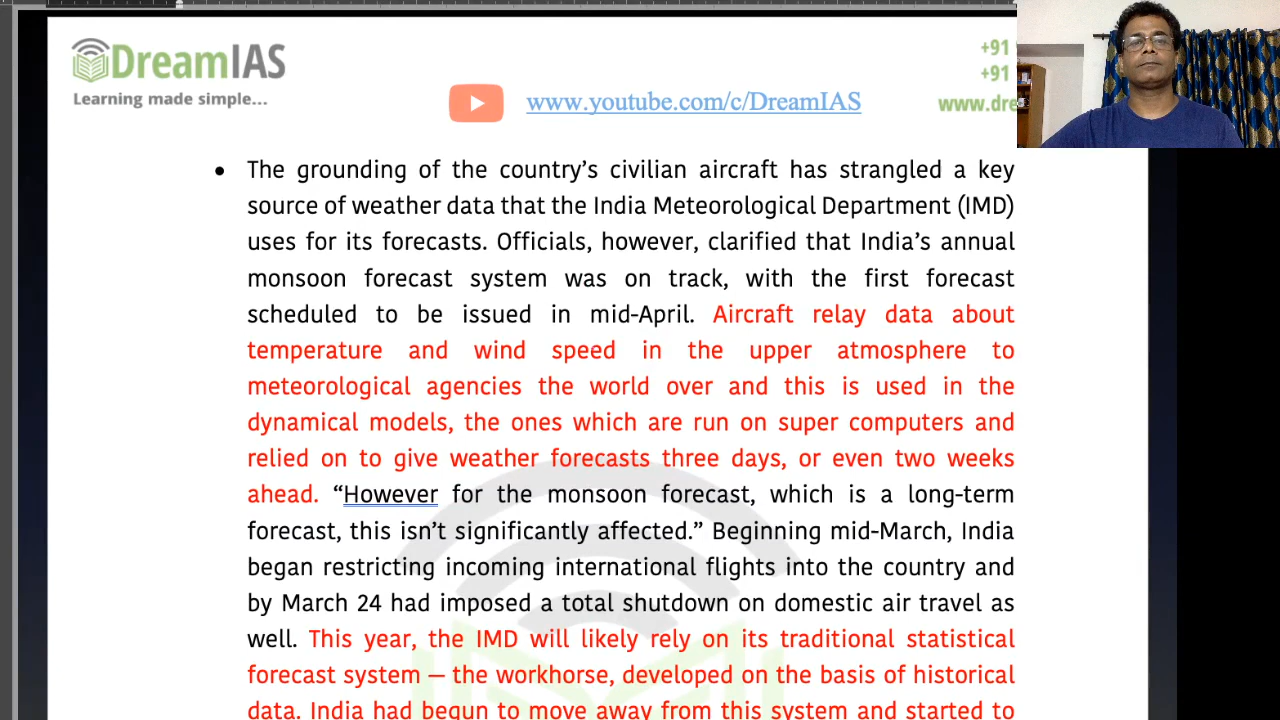 DreamIAS
Learning made simple...
www.youtube.com/c/DreamIAS
+91
+91
www.dre
• The grounding of the country's civilian aircraft has strangled a key
source of weather data that the India Meteorological Department (IMD)
uses for its forecasts. Officials, however, clarified that India's annual
monsoon forecast system was on track, with the first forecast
scheduled to be issued in mid-April. Aircraft relay data about
temperature and wind speed in the upper atmosphere to
meteorological agencies the world over and this is used in the
dynamical models, the ones which are run on super computers and
relied on to give weather forecasts three days, or even two weeks
ahead. “However for the monsoon forecast, which is a long-term
forecast, this isn't significantly affected.” Beginning mid-March, India
began restricting incoming international flights into the country and
by March 24 had imposed a total shutdown on domestic air travel as
well. This year, the IMD will likely rely on its traditional statistical
forecast system — the workhorse, developed on the basis of historical
data. India had begun to move away from this system and started to